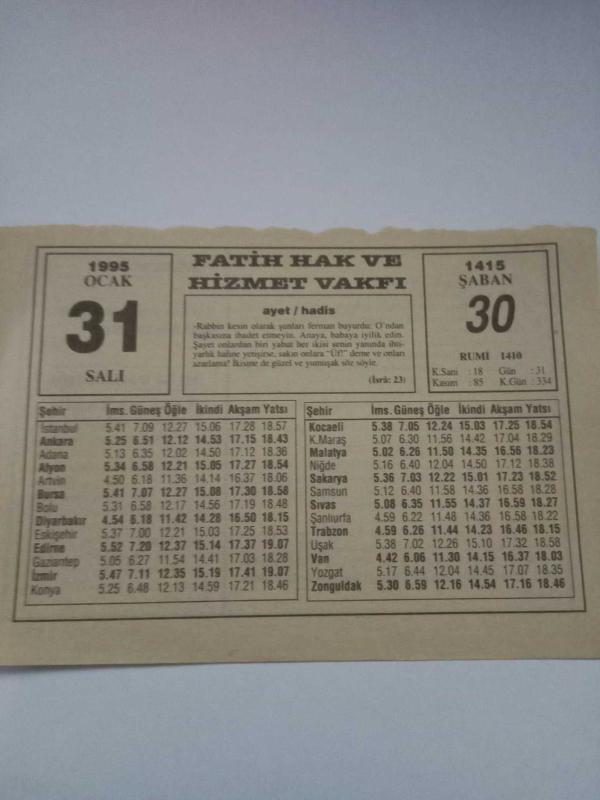 1995
OCAK
31
SALI
FATİH HAK VE
HİZMET VAKFI
ayet / hadis
-Rabbin kesin olarak şunları ferman buyurdu: O'ndan
başkasına ibadet etmeyin. Anaya, babaya iyilik edin.
Şayet onlardan biri yahut her ikisi senin yanında ihti-
yarlık haline yetişirse, sakın onlara "Üf!" deme ve onları
azarlama! İkisine de güzel ve yumuşak söz söyle.
(İsrâ: 23)
1415
ŞABAN
30
RUMİ 1410
K.Sani : 18 Gün : 31
Kasım : 85 K.Gün : 334
Şehir İms. Güneş Öğle İkindi Akşam Yatsı
İstanbul 5.41 7.09 12.27 15.06 17.28 18.57
Ankara 5.25 6.51 12.12 14.53 17.15 18.43
Adana 5.13 6.35 12.02 14.50 17.12 18.36
Afyon 5.34 6.58 12.21 15.05 17.27 18.54
Artvin 4.50 6.18 11.36 14.14 16.37 18.06
Bursa 5.41 7.07 12.27 15.08 17.30 18.58
Bolu 5.31 6.58 12.17 14.56 17.19 18.48
Diyarbakır 4.54 6.18 11.42 14.28 16.50 18.15
Eskişehir 5.37 7.00 12.21 15.03 17.25 18.53
Edirne 5.52 7.20 12.37 15.14 17.37 19.07
Gaziantep 5.05 6.27 11.54 14.41 17.03 18.28
İzmir 5.47 7.11 12.35 15.19 17.41 19.07
Konya 5.25 6.48 12.13 14.59 17.21 18.46
Şehir İms. Güneş Öğle İkindi Akşam Yatsı
Kocaeli 5.38 7.05 12.24 15.03 17.25 18.54
K.Maraş 5.07 6.30 11.56 14.42 17.04 18.29
Malatya 5.02 6.26 11.50 14.35 16.56 18.23
Niğde 5.16 6.40 12.04 14.50 17.12 18.38
Sakarya 5.36 7.03 12.22 15.01 17.23 18.52
Samsun 5.12 6.40 11.58 14.36 16.58 18.28
Sıvas 5.08 6.35 11.55 14.37 16.59 18.27
Şanlıurfa 4.59 6.22 11.48 14.36 16.58 18.22
Trabzon 4.59 6.26 11.44 14.23 16.46 18.15
Uşak 5.38 7.02 12.26 15.10 17.32 18.58
Van 4.42 6.06 11.30 14.15 16.37 18.03
Yozgat 5.17 6.44 12.04 14.45 17.07 18.35
Zonguldak 5.30 6.59 12.16 14.54 17.16 18.46